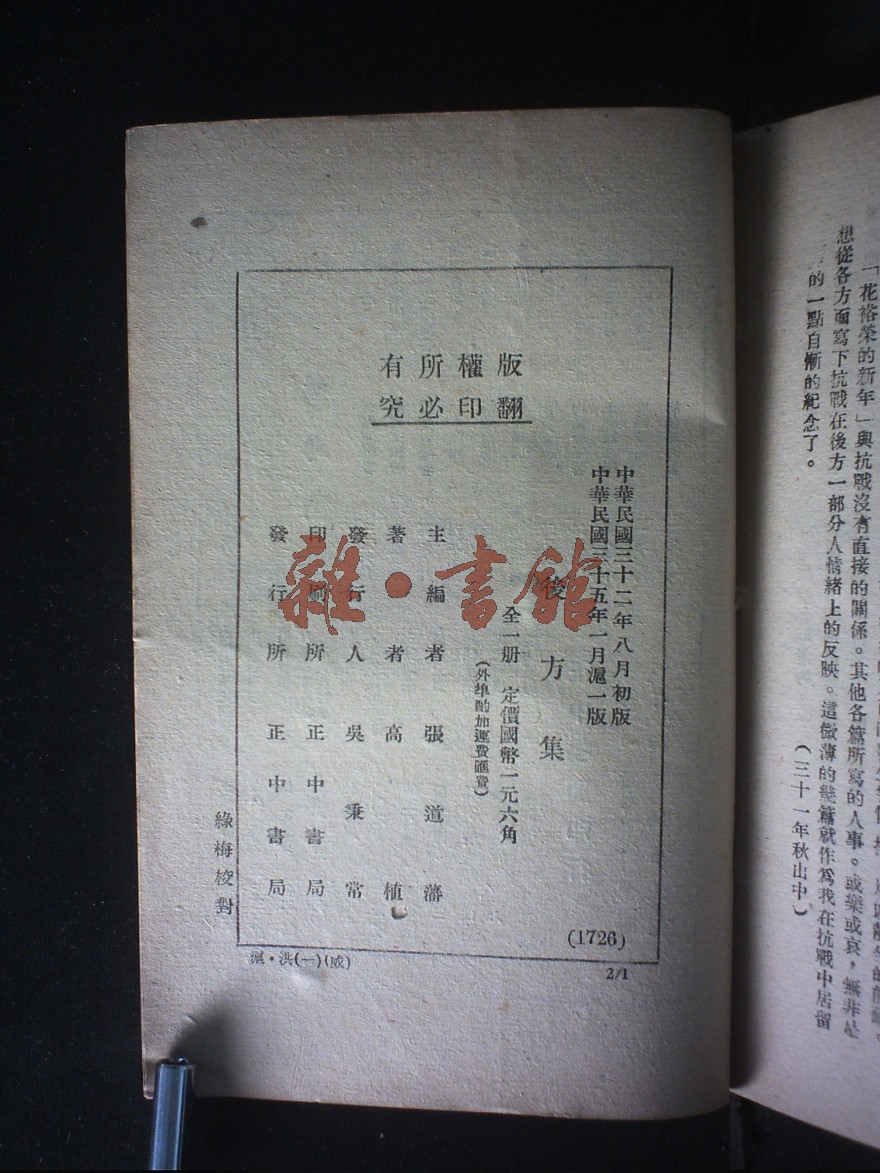 「花裕榮的新年」與抗戰沒有直接的關係。其他各篇所寫的人事。或樂或哀，無非是
想從各方面寫下抗戰在後方一部分人情緒上的反映。這微薄的幾篇就作爲我在抗戰中居留
的一點自慚的紀念了。
（三十一年秋山中）
版權所有
翻印必究
中華民國三十二年八月初版
中華民國三十五年一月滬一版
後方集
全一册 定價國幣一元六角
(外埠酌加運費匯費)
主編者 張道藩
著者 高植
發行人 吳秉常
印刷所 正中書局
發行所 正中書局
(1726)
綠梅校對
滬・洪(一)(威)
2/1
雜・書館